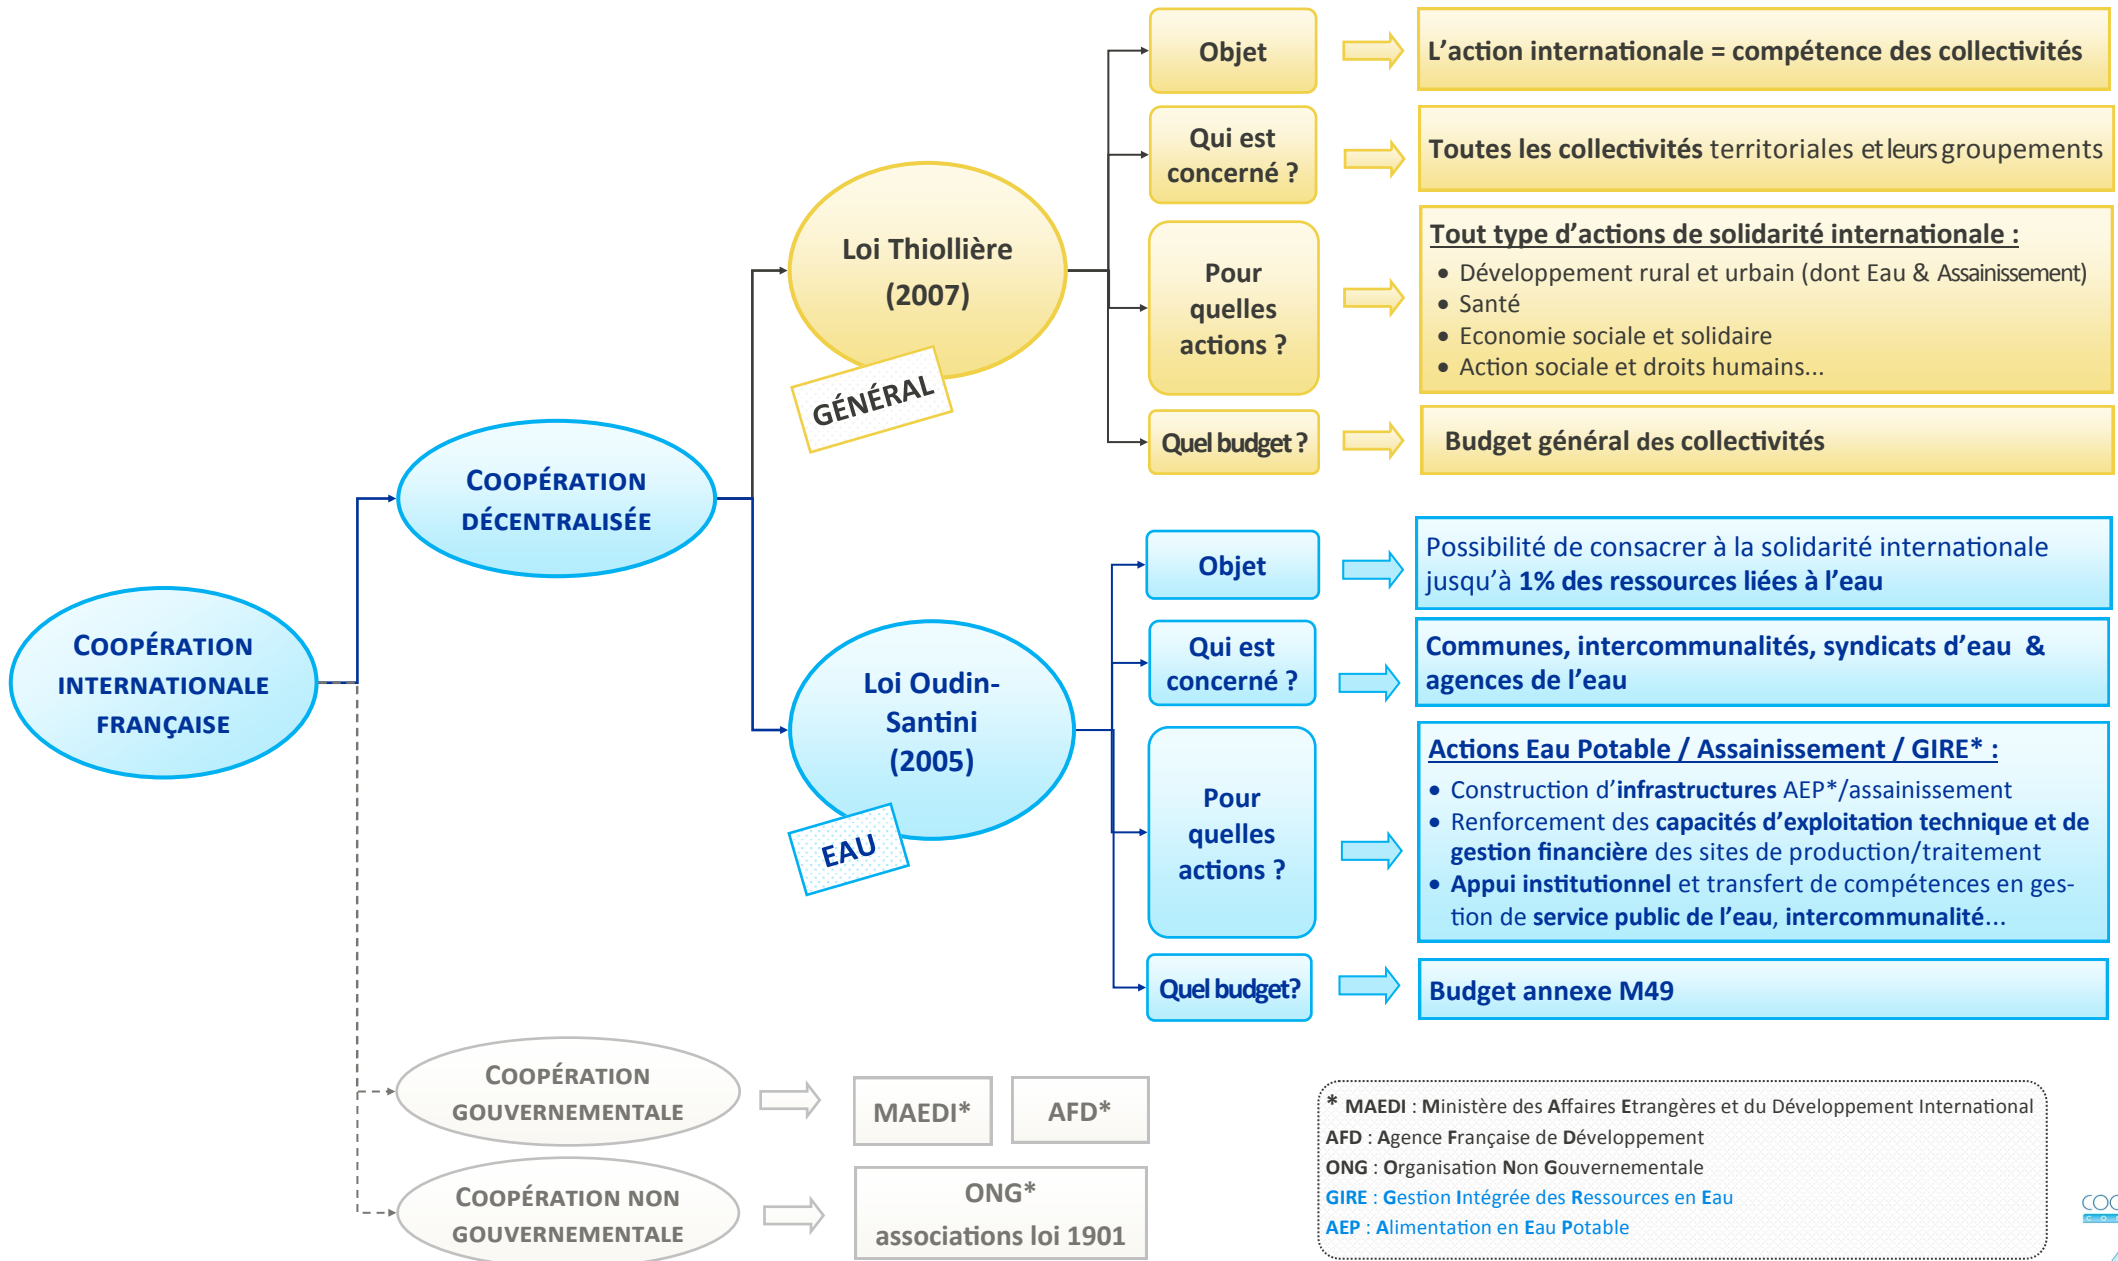 COOPÉRATION
INTERNATIONALE
FRANÇAISE
COOPÉRATION
DÉCENTRALISÉE
Loi Thiollière
(2007)
GÉNÉRAL
Objet
L’action internationale = compétence des collectivités
Qui est
concerné ?
Toutes les collectivités territoriales et leurs groupements
Pour
quelles
actions ?
Tout type d’actions de solidarité internationale :
• Développement rural et urbain (dont Eau & Assainissement)
• Santé
• Economie sociale et solidaire
• Action sociale et droits humains...
Quel budget ?
Budget général des collectivités
Loi Oudin-
Santini
(2005)
EAU
Objet
Possibilité de consacrer à la solidarité internationale
jusqu’à 1% des ressources liées à l’eau
Qui est
concerné ?
Communes, intercommunalités, syndicats d’eau &
agences de l’eau
Pour
quelles
actions ?
Actions Eau Potable / Assainissement / GIRE* :
• Construction d’infrastructures AEP*/assainissement
• Renforcement des capacités d’exploitation technique et de
gestion financière des sites de production/traitement
• Appui institutionnel et transfert de compétences en ges-
tion de service public de l’eau, intercommunalité...
Quel budget?
Budget annexe M49
COOPÉRATION
GOUVERNEMENTALE
MAEDI*
AFD*
COOPÉRATION NON
GOUVERNEMENTALE
ONG*
associations loi 1901
* MAEDI : Ministère des Affaires Etrangères et du Développement International
AFD : Agence Française de Développement
ONG : Organisation Non Gouvernementale
GIRE : Gestion Intégrée des Ressources en Eau
AEP : Alimentation en Eau Potable